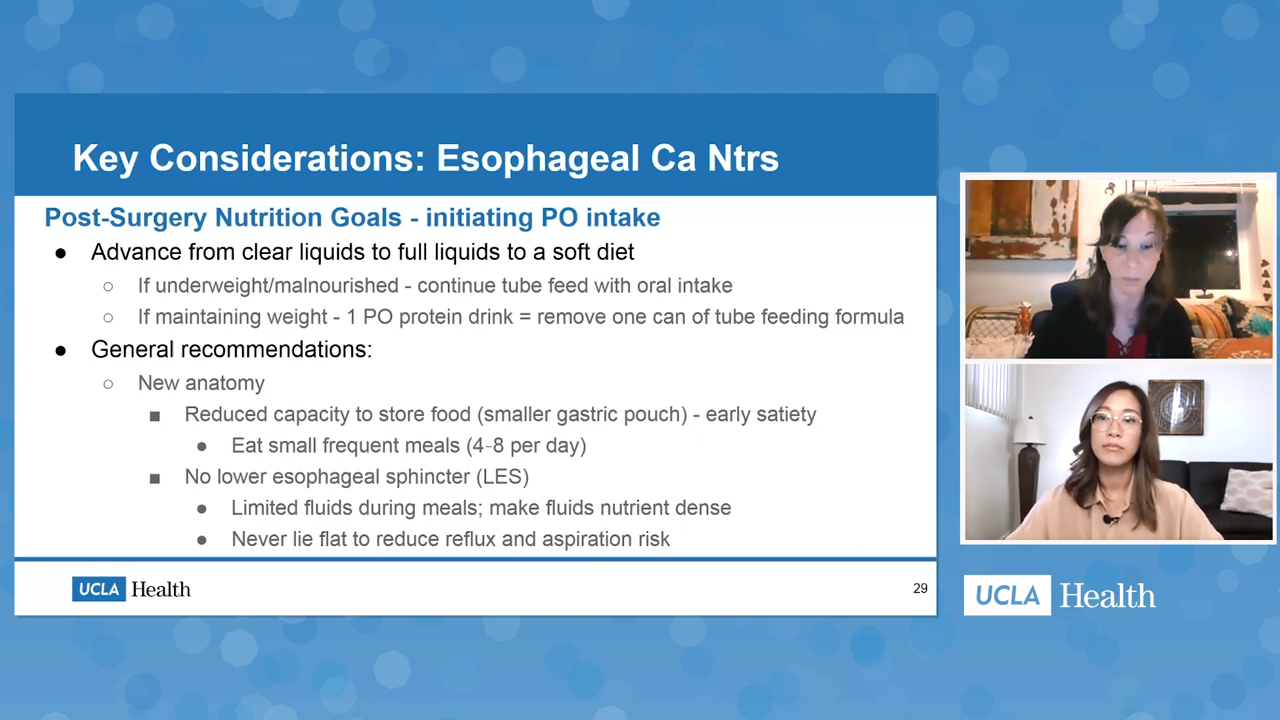 Key Considerations: Esophageal Ca Ntrs
Post-Surgery Nutrition Goals - initiating PO intake
● Advance from clear liquids to full liquids to a soft diet
○ If underweight/malnourished - continue tube feed with oral intake
○ If maintaining weight - 1 PO protein drink = remove one can of tube feeding formula
● General recommendations:
○ New anatomy
■ Reduced capacity to store food (smaller gastric pouch) - early satiety
● Eat small frequent meals (4-8 per day)
■ No lower esophageal sphincter (LES)
● Limited fluids during meals; make fluids nutrient dense
● Never lie flat to reduce reflux and aspiration risk
UCLA Health
29
UCLA Health